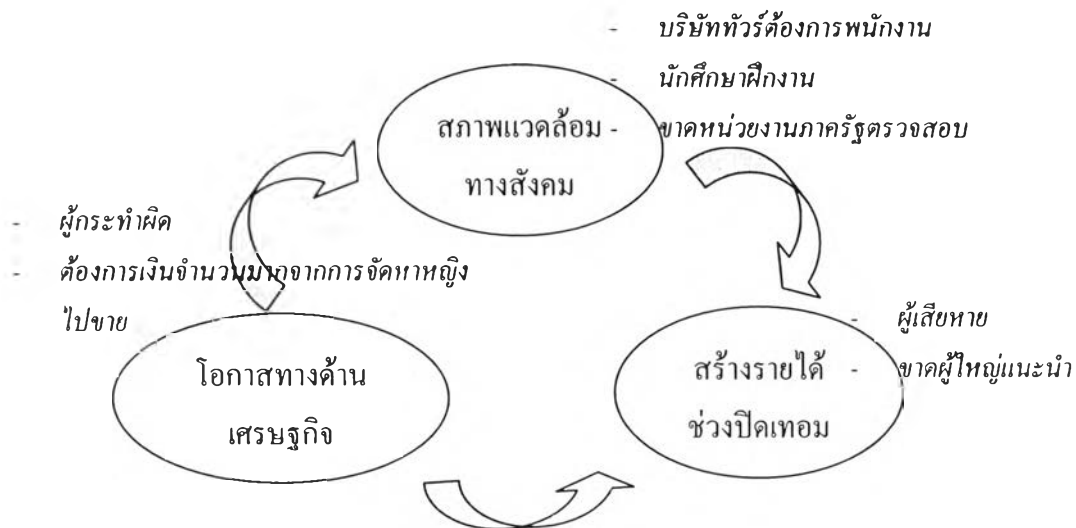 - บริษัททัวร์ต้องการพนักงาน
- นักศึกษาฝึกงาน
- ขาดหน่วยงานภาครัฐตรวจสอบ
สภาพแวดล้อม
ทางสังคม
- ผู้กระทำผิด
- ต้องการเงินจำนวนมากจากการจัดหาหญิง
ไปขาย
โอกาสทางด้าน
เศรษฐกิจ
สร้างรายได้
ช่วงปิดเทอม
- ผู้เสียหาย
- ขาดผู้ใหญ่แนะนำ